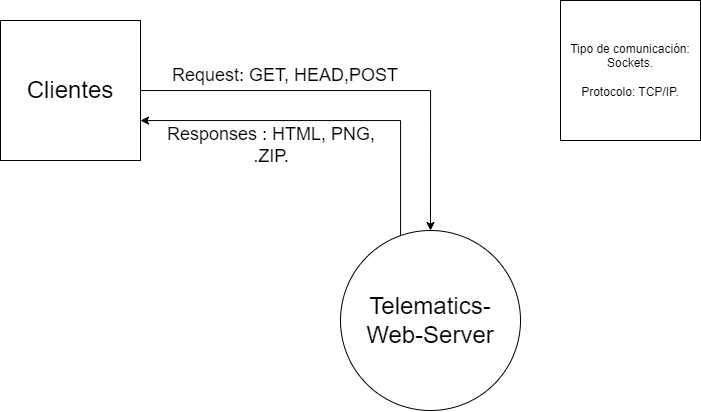 Clientes
Request: GET, HEAD,POST
Responses : HTML, PNG,
.ZIP.
Tipo de comunicación:
Sockets.
Protocolo: TCP/IP.
Telematics-
Web-Server